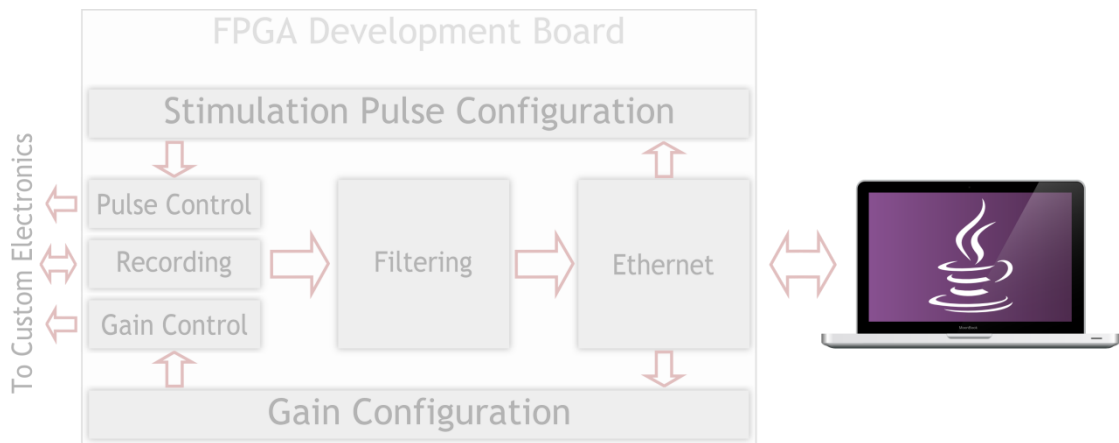 FPGA Development Board
Stimulation Pulse Configuration
To Custom Electronics
Pulse Control
Recording
Gain Control
Filtering
Ethernet
Gain Configuration